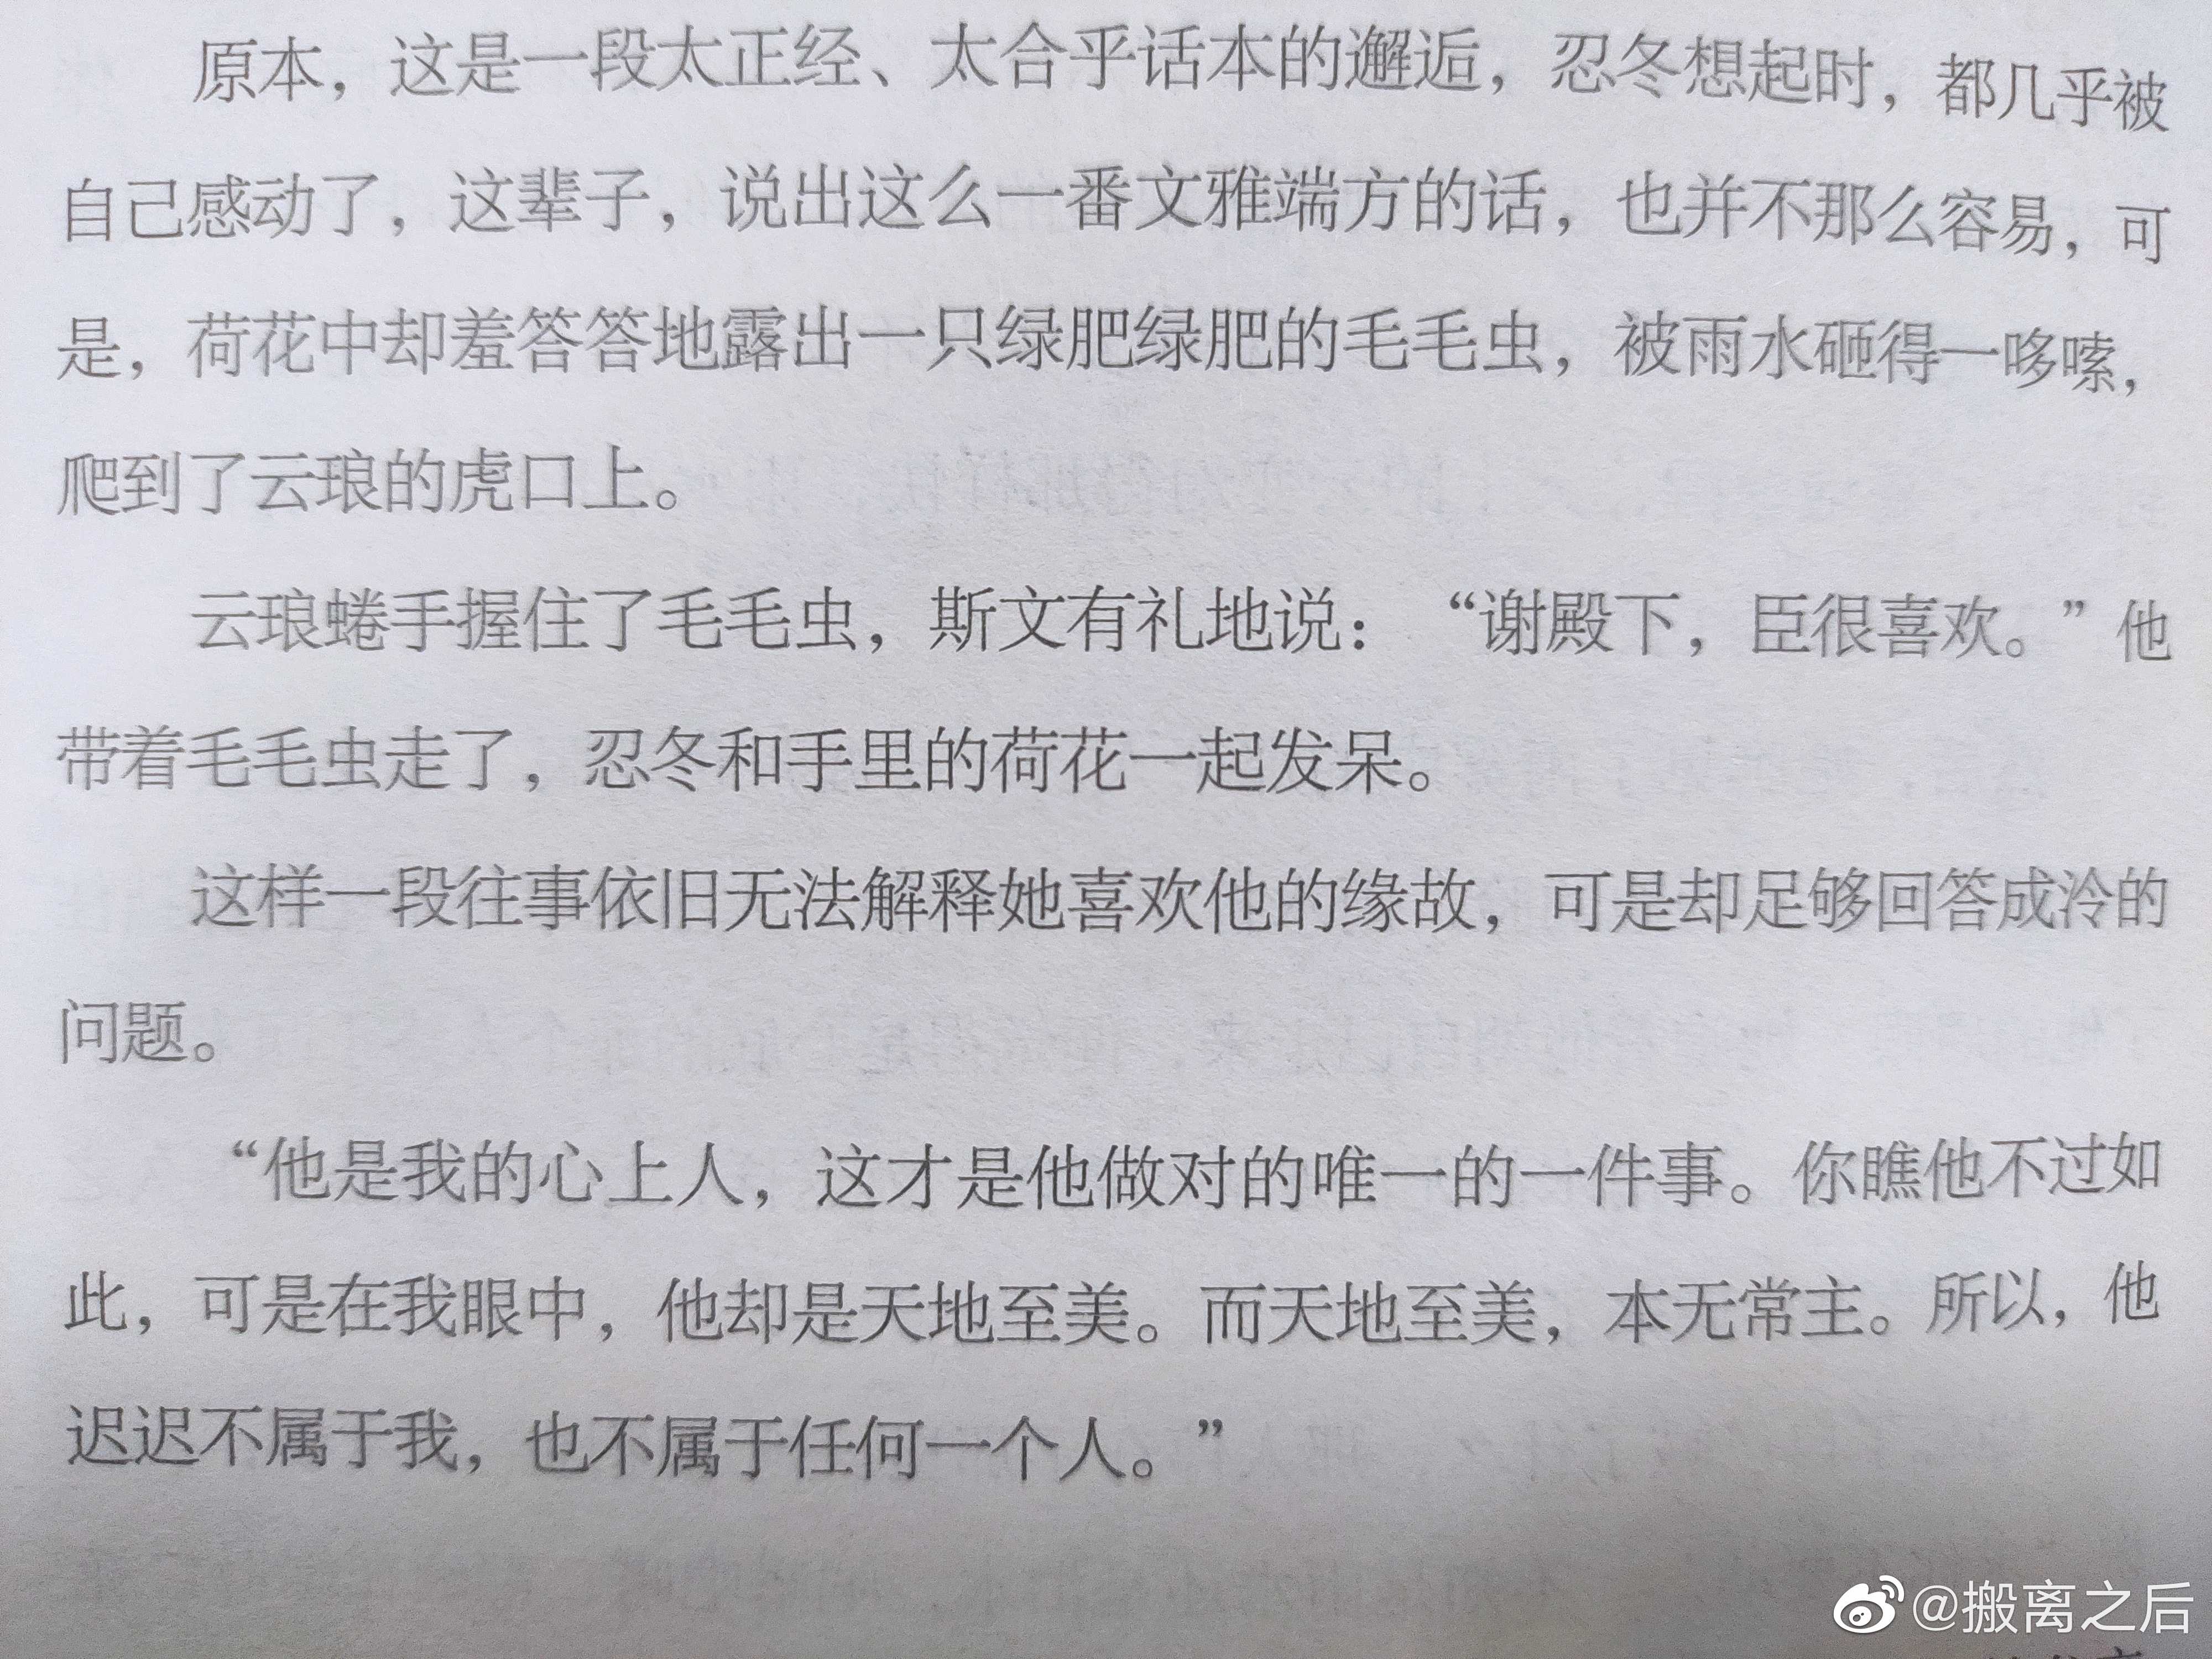 原本，这是一段太正经、太合乎话本的邂逅，忍冬想起时，都几乎被
自己感动了，这辈子，说出这么一番文雅端方的话，也并不那么容易，可
是，荷花中却羞答答地露出一只绿肥绿肥的毛毛虫，被雨水砸得一哆嗦，
爬到了云琅的虎口上。
云琅蜷手握住了毛毛虫，斯文有礼地说：“谢殿下，臣很喜欢。”他
带着毛毛虫走了，忍冬和手里的荷花一起发呆。
这样一段往事依旧无法解释她喜欢他的缘故，可是却足够回答成泠的
问题。
“他是我的心上人，这才是他做对的唯一的一件事。你瞧他不过如
此，可是在我眼中，他却是天地至美。而天地至美，本无常主。所以，他
迟迟不属于我，也不属于任何一个人。”
@搬离之后